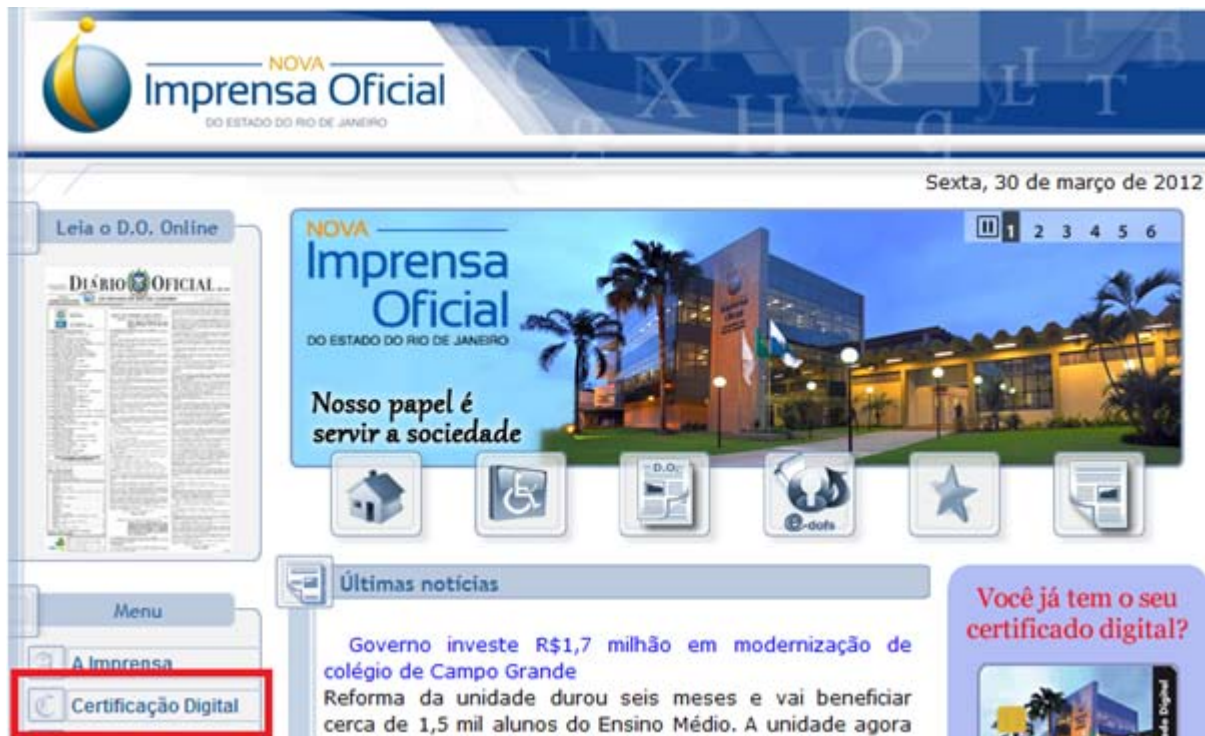 NOVA
Imprensa Oficial
DO ESTADO DO RIO DE JANEIRO
Sexta, 30 de março de 2012
Leia o D.O. Online
DIÁRIO OFICIAL
NOVA
Imprensa
Oficial
DO ESTADO DO RIO DE JANEIRO
Nosso papel é
servir a sociedade
1 2 3 4 5 6
D.O.
e-dofs
Menu
A Imprensa
Certificação Digital
Últimas notícias
Governo investe R$1,7 milhão em modernização de
colégio de Campo Grande
Reforma da unidade durou seis meses e vai beneficiar
cerca de 1,5 mil alunos do Ensino Médio. A unidade agora
Você já tem o seu
certificado digital?
Digital